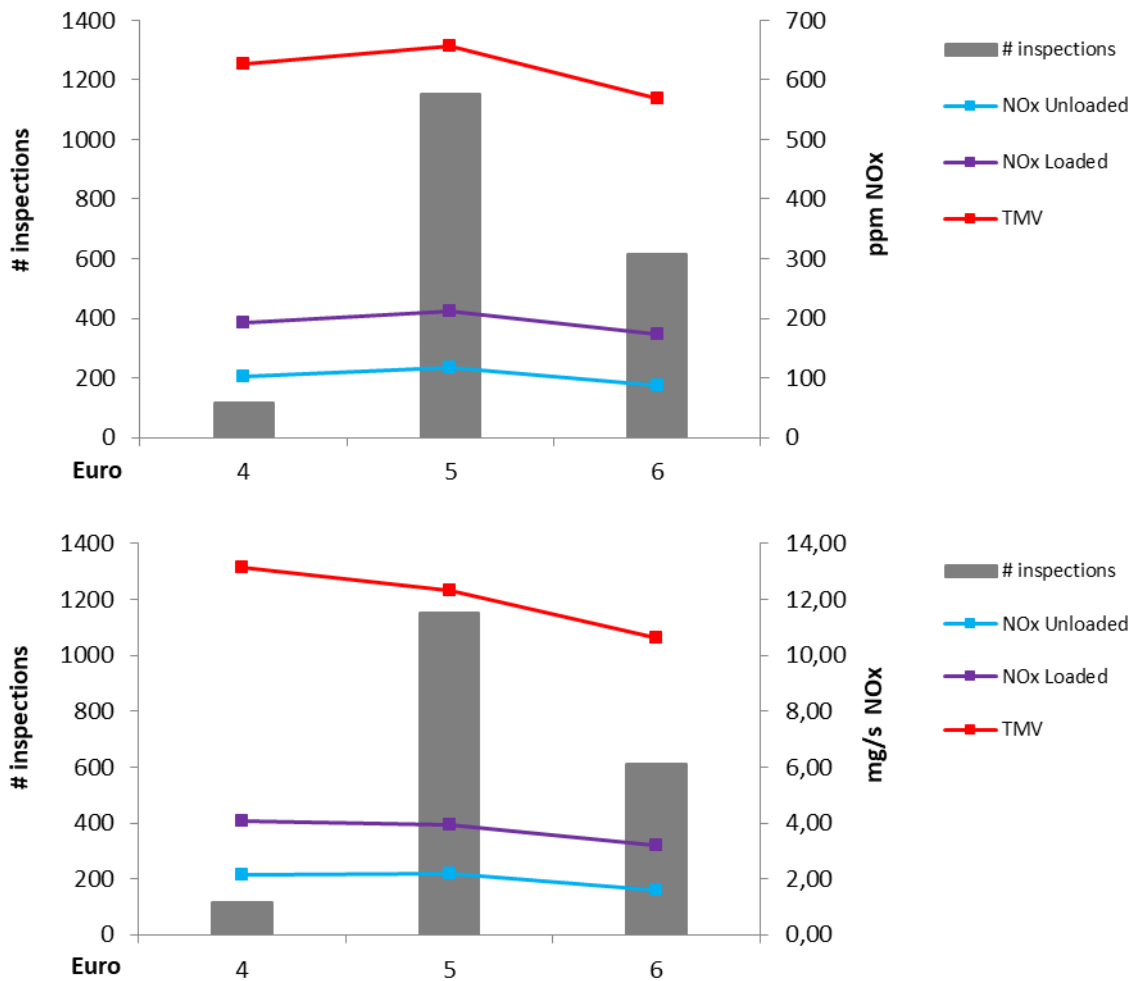 1400
1200
1000
800
600
400
200
0
# inspections
700
600
500
400
300
200
100
0
ppm NOx
Euro 4 5 6
# inspections
NOx Unloaded
NOx Loaded
TMV
1400
1200
1000
800
600
400
200
0
# inspections
14,00
12,00
10,00
8,00
6,00
4,00
2,00
0,00
mg/s NOx
Euro 4 5 6
# inspections
NOx Unloaded
NOx Loaded
TMV